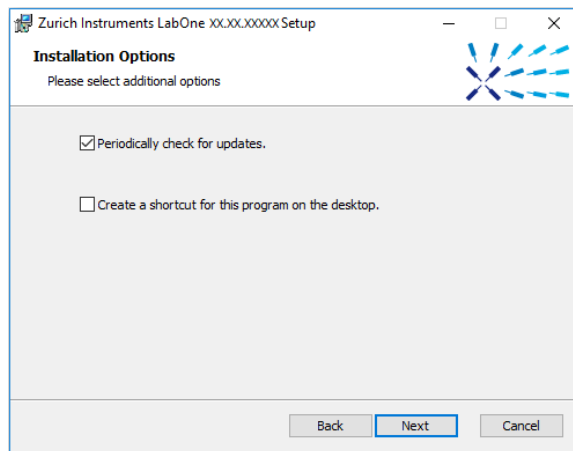 Zurich Instruments LabOne XX.XX.XXXXX Setup
Installation Options
Please select additional options
Periodically check for updates.
Create a shortcut for this program on the desktop.
Back Next Cancel